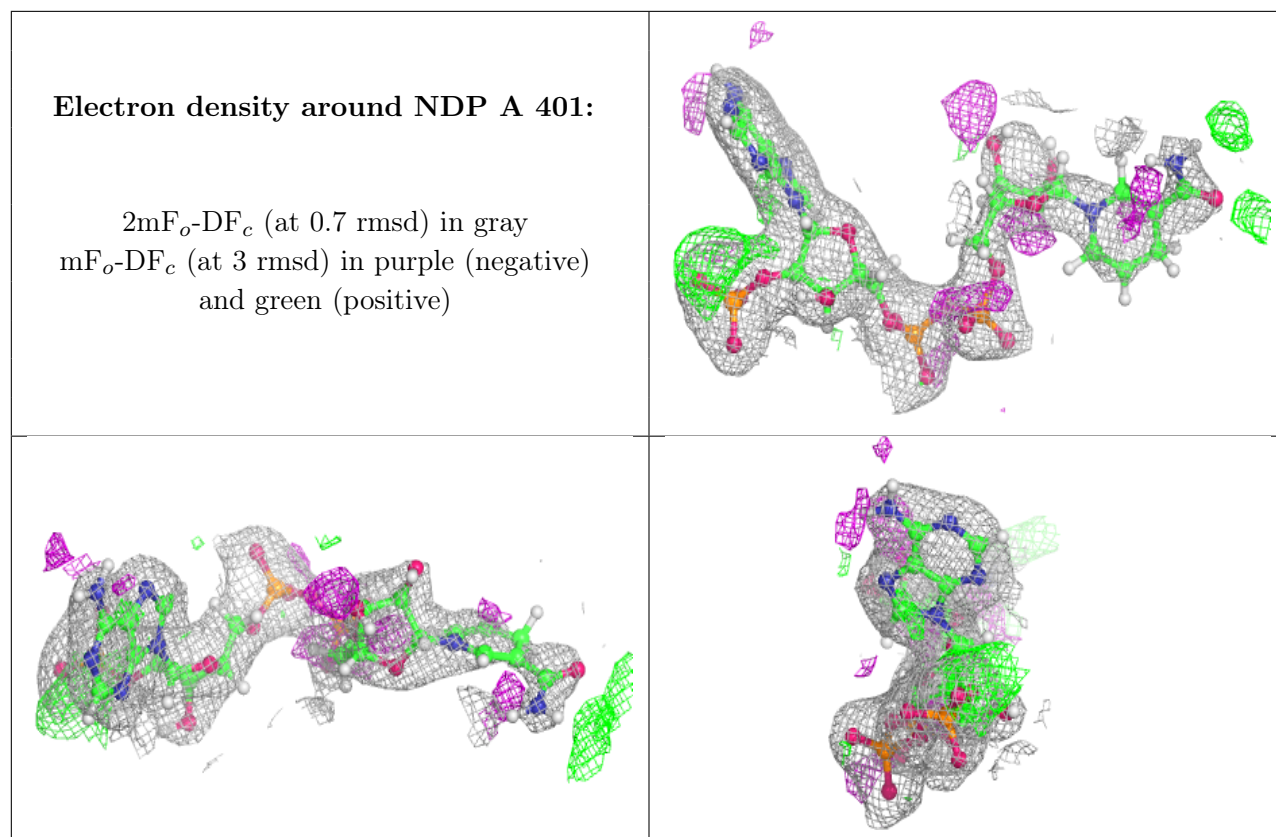 Electron density around NDP A 401:
2mFₒ-DF𝒸 (at 0.7 rmsd) in gray
mFₒ-DF𝒸 (at 3 rmsd) in purple (negative)
and green (positive)